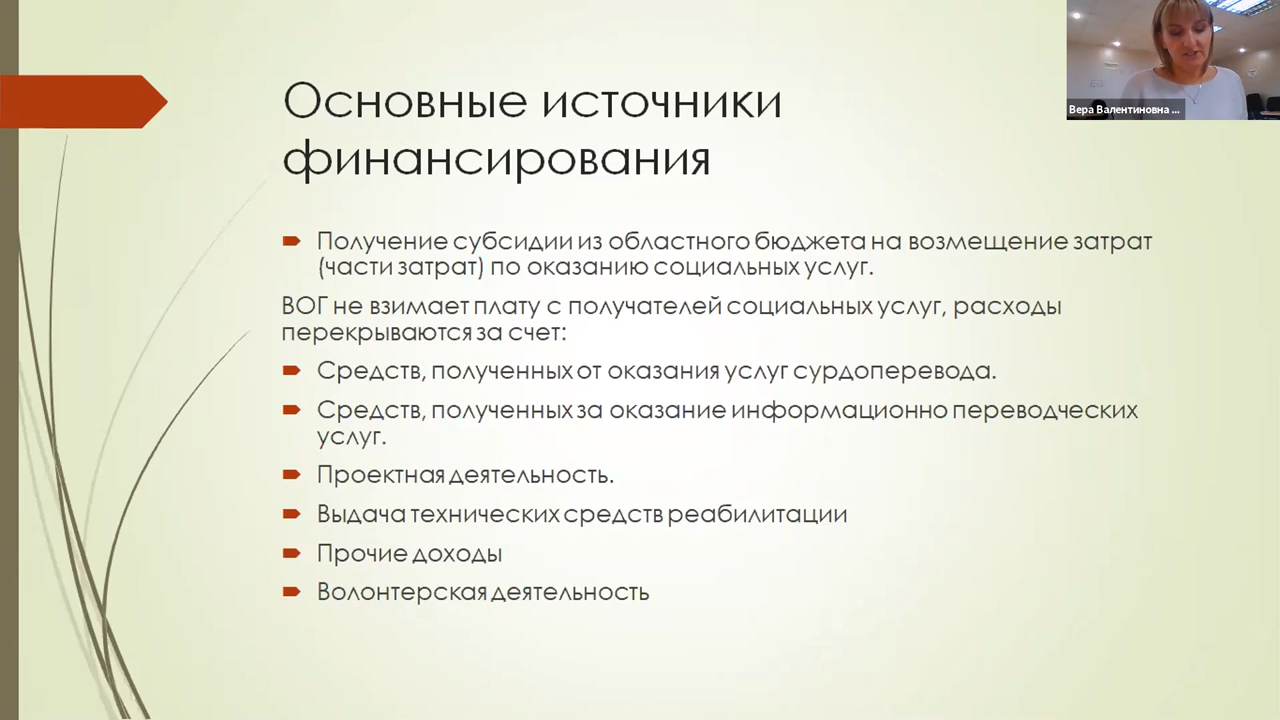 Основные источники
финансирования
Получение субсидии из областного бюджета на возмещение затрат
(части затрат) по оказанию социальных услуг.
ВОГ не взимает плату с получателей социальных услуг, расходы
перекрываются за счет:
Средств, полученных от оказания услуг сурдоперевода.
Средств, полученных за оказание информационно переводческих
услуг.
Проектная деятельность.
Выдача технических средств реабилитации
Прочие доходы
Волонтерская деятельность
Вера Валентиновна ...